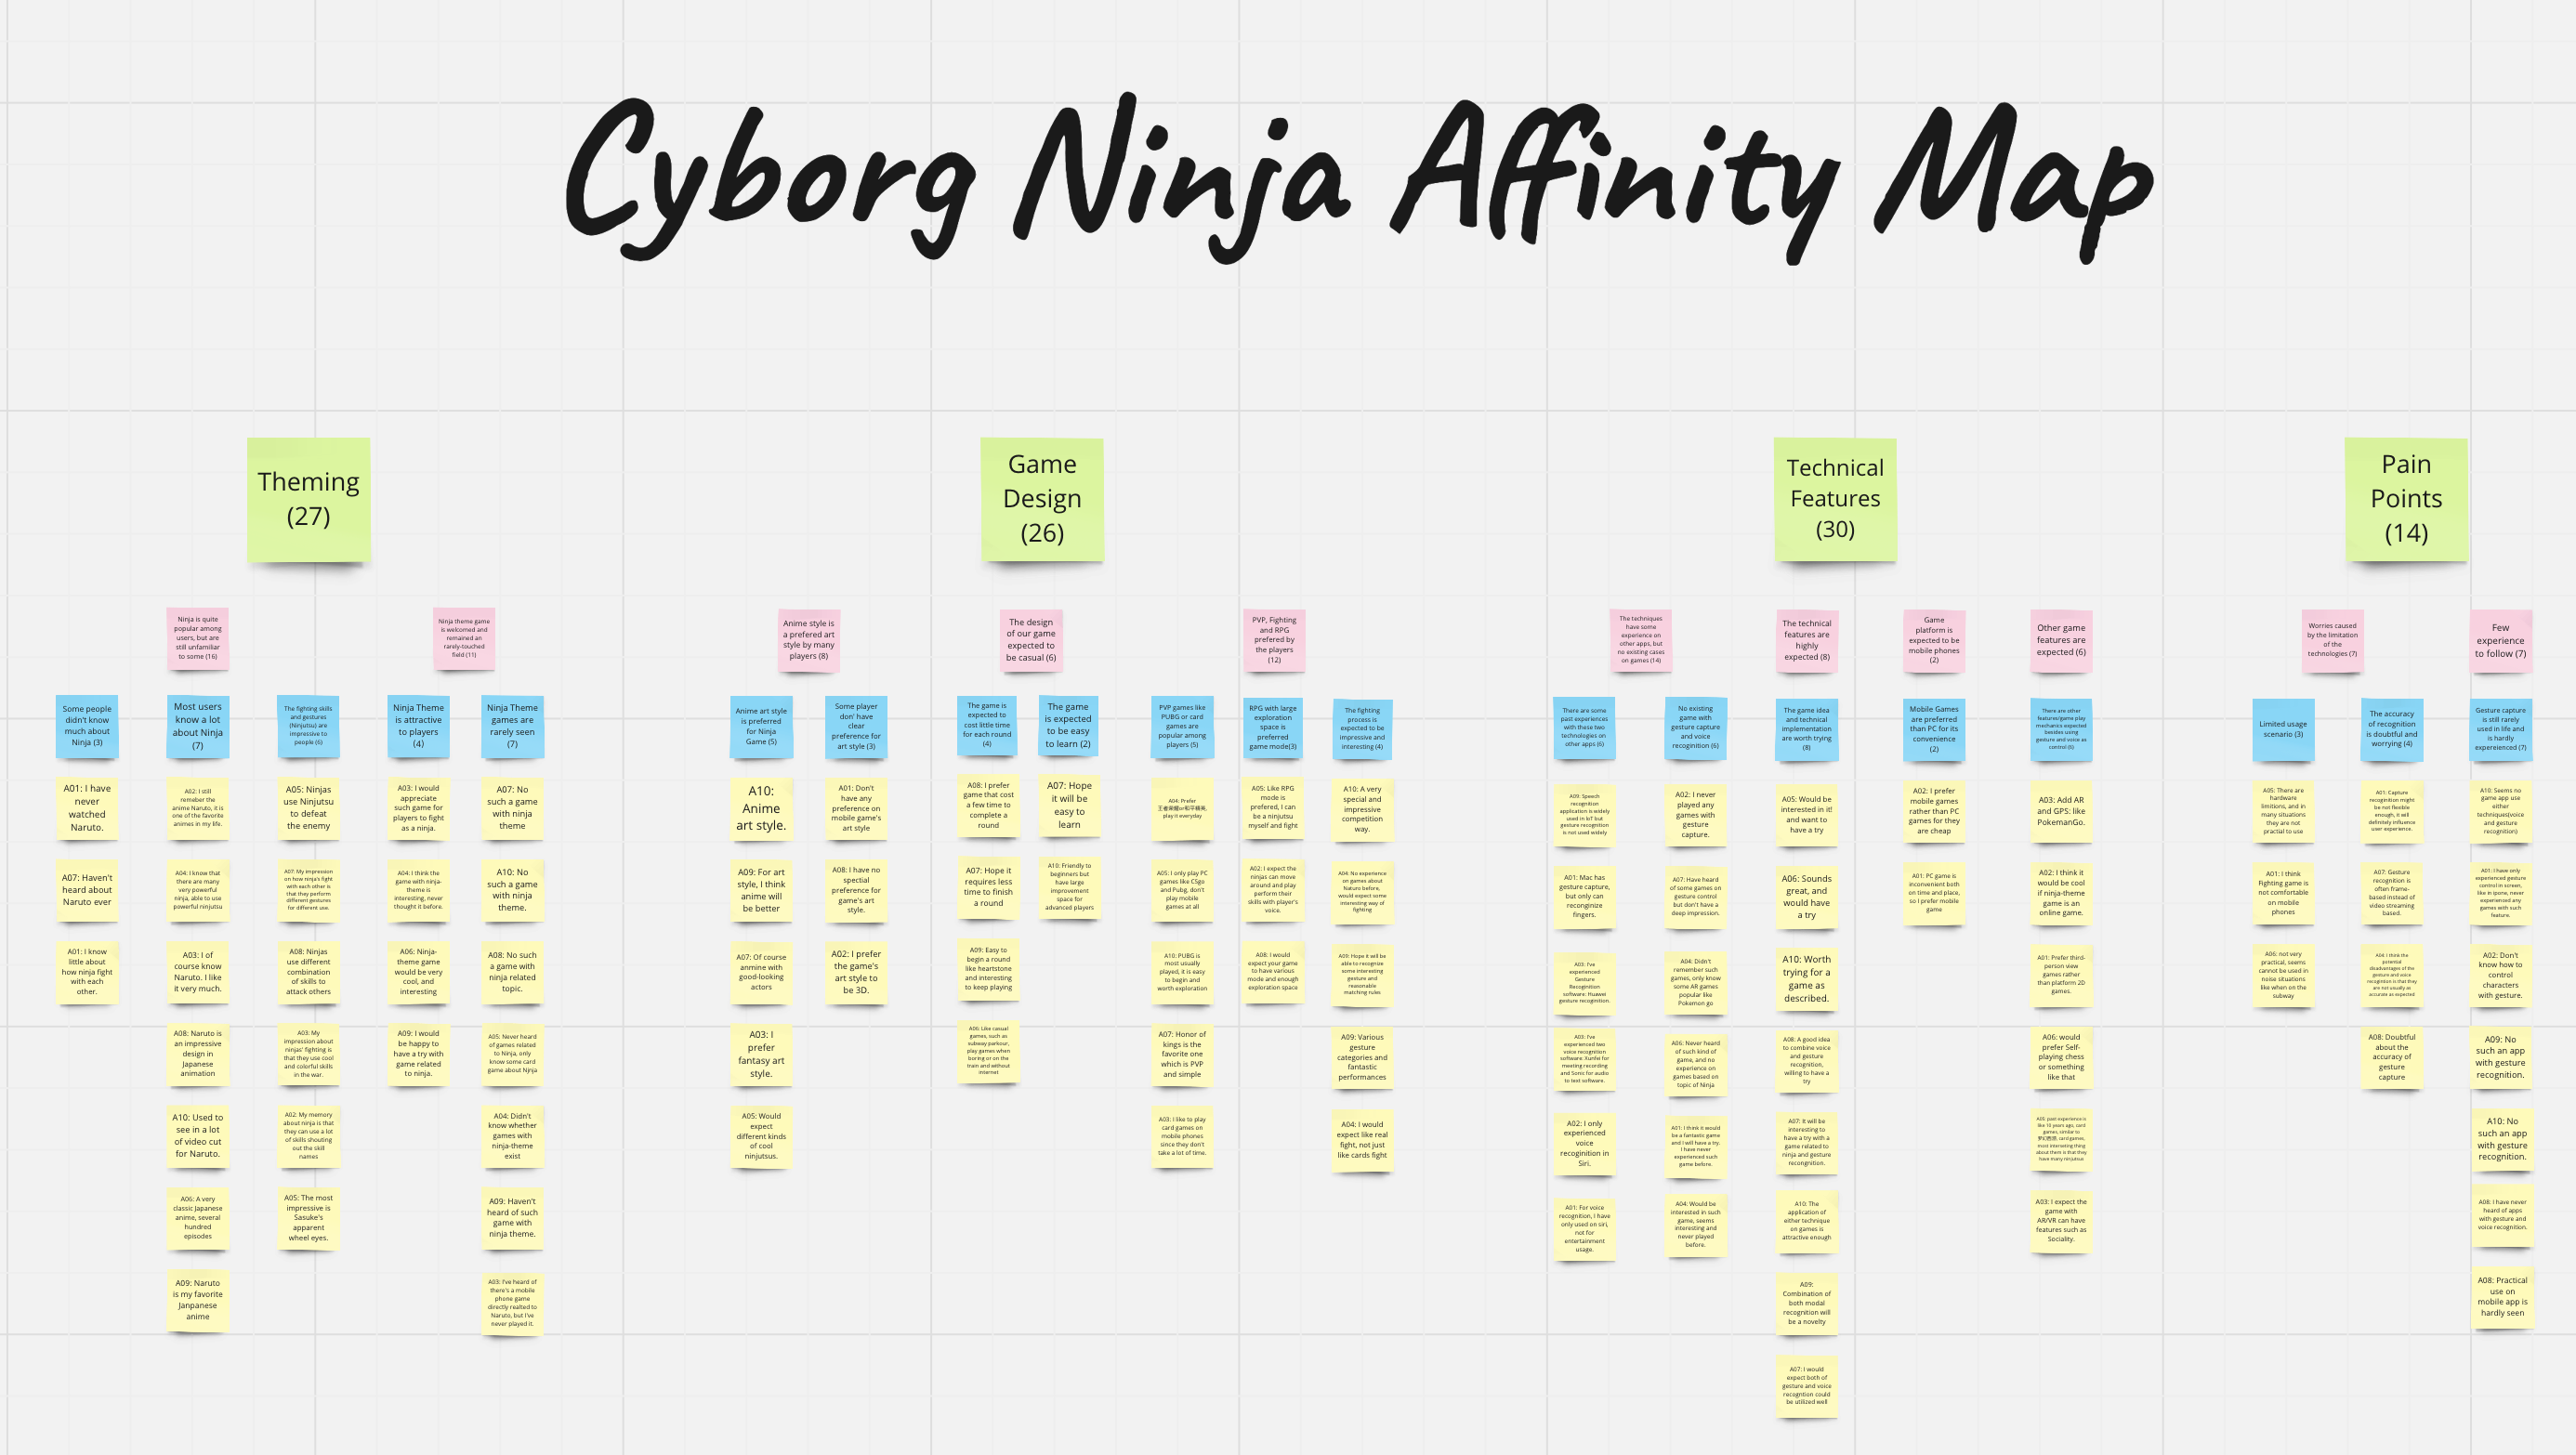 Cyborg Ninja Affinity Map
Theming
(27)
Game
Design
(26)
Technical
Features
(30)
Pain
Points
(14)
Ninja is quite
popular among
users, but are
still unfamiliar
to some (16)
Ninja theme game
is welcomed and
remained an
rarely-touched
field (11)
Anime style is
a prefered art
style by many
players (8)
The design
of our game
expected to
be casual (6)
PVP, Fighting
and RPG
prefered by
the players
(12)
The techniques
have some
experience on
other apps, but
no existing cases
on games (14)
The technical
features are
highly
expected (8)
Game
platform is
expected to be
mobile phones
(2)
Other game
features are
expected (6)
Worries caused
by the limitation
of the
technologies (7)
Few
experience
to follow (7)
Some people
didn't know
much about
Ninja (3)
Most users
know a lot
about Ninja
(7)
The fighting skills
and gestures
(Ninjutsu) are
impressive to
people (6)
Ninja Theme
is attractive
to players
(4)
Ninja Theme
games are
rarely seen
(7)
Anime art style
is preferred
for Ninja
Game (5)
Some player
don' have
clear
preference for
art style (3)
The game is
expected to
cost little time
for each round
(4)
The game
is expected
to be easy
to learn (2)
PVP games like
PUBG or card
games are
popular among
players (5)
RPG with large
exploration
space is
preferred
game mode(3)
The fighting
process is
expected to be
impressive and
interesting (4)
There are some
past experiences
with these two
technologies on
other apps (6)
No existing
game with
gesture capture
and voice
recoginition (6)
The game idea
and technical
implementation
are worth trying
(8)
Mobile Games
are preferred
than PC for its
convenience
(2)
There are other
features/game play
mechanics expected
besides using
gesture and voice as
control (6)
Limited usage
scenario (3)
The accuracy
of recognition
is doubtful and
worrying (4)
Gesture capture
is still rarely
used in life and
is hardly
expereienced (7)
A01: I have
never
watched
Naruto.
A07: Haven't
heard about
Naruto ever
A01: I know
little about
how ninja fight
with each
other.
A02: I still
remeber the
anime Naruto, it is
one of the favorite
animes in my life.
A04: I know that
there are many
very powerful
ninja, able to use
powerful ninjutsu
A03: I of
course know
Naruto. I like
it very much.
A08: Naruto is
an impressive
design in
Japanese
animation
A10: Used to
see in a lot
of video cut
for Naruto.
A06: A very
classic Japanese
anime, several
hundred
episodes
A09: Naruto
is my favorite
Janpanese
anime
A05: Ninjas
use Ninjutsu
to defeat
the enemy
A07: My impression
on how ninja's fight
with each other is
that they perform
different gestures
for different use.
A08: Ninjas
use different
combination
of skills to
attack others
A03: My
impression about
ninjas' fighting is
that they use cool
and colorful skills
in the war.
A02: My memory
about ninja is that
they can use a lot
of skills shouting
out the skill
names
A05: The most
impressive is
Sasuke's
apparent
wheel eyes.
A03: I would
appreciate
such game for
players to fight
as a ninja.
A04: I think the
game with ninja-
theme is
interesting, never
thought it before.
A06: Ninja-
theme game
would be very
cool, and
interesting
A09: I would
be happy to
have a try with
game related
to ninja.
A07: No
such a game
with ninja
theme
A10: No
such a game
with ninja
theme.
A08: No such
a game with
ninja related
topic.
A05: Never heard
of games related
to Ninja, only
know some card
game about Njnja
A04: Didn't
know whether
games with
ninja-theme
exist
A09: Haven't
heard of such
game with
ninja theme.
A03: I've heard of
there's a mobile
phone game
directly realted to
Naruto, but I've
never played it.
A10:
Anime
art style.
A09: For art
style, I think
anime will
be better
A07: Of course
anmine with
good-looking
actors
A03: I
prefer
fantasy art
style.
A05: Would
expect
different kinds
of cool
ninjutsus.
A01: Don't
have any
preference on
mobile game's
art style
A08: I have no
spectial
preference for
game's art
style.
A02: I prefer
the game's
art style to
be 3D.
A08: I prefer
game that cost
a few time to
complete a
round
A07: Hope it
requires less
time to finish
a round
A09: Easy to
begin a round
like heartstone
and interesting
to keep playing
A06: Like casual
games, such as
subway parkour,
play games when
boring or on the
train and without
internet
A07: Hope
it will be
easy to
learn
A10: Friendly to
beginners but
have large
improvement
space for
advanced players
A04: Prefer
王者荣耀or和平精英,
play it everyday
A05: I only play PC
games like CSgo
and Pubg, don't
play mobile
games at all
A10: PUBG is
most usually
played, it is easy
to begin and
worth exploration
A07: Honor of
kings is the
favorite one
which is PVP
and simple
A03: I like to play
card games on
mobile phones
since they don't
take a lot of time.
A05: Like RPG
mode is
prefered, I can
be a ninjutsu
myself and fight
A02: I expect the
ninjas can move
around and play
perform their
skills with player's
voice.
A08: I would
expect your game
to have various
mode and enough
exploration space
A10: A very
special and
impressive
competition
way.
A04: No experience
on games about
Naruto before,
would expect some
interesting way of
fighting
A09: Hope it will be
able to recognize
some interesting
gesture and
reasonable
matching rules
A09: Various
gesture
categories and
fantastic
performances
A04: I would
expect like real
fight, not just
like cards fight
A09: Speech
recognition
application is widely
used in IoT but
gesture recognition
is not used widely
A01: Mac has
gesture capture,
but only can
reconginize
fingers.
A03: I've
experienced
Gesture
Recognition
software: Huawei
gesture recognition.
A03: I've
experienced two
voice recognition
software: Xunfei for
meeting recording
and Sonic for audio
to text software.
A02: I only
experienced
voice
recoginition in
Siri.
A01: For voice
recognition, I have
only used on siri,
not for
entertainment
usage.
A02: I never
played any
games with
gesture
capture.
A07: Have heard
of some games on
gesture control
but don't have a
deep impression.
A04: Didn't
remember such
games, only know
some AR games
popular like
Pokemon go
A06: Never heard
of such kind of
game, and no
experience on
games based on
topic of Ninja
A01: I think it would
be a fantastic game
and I will have a try.
I have never
experienced such
game before.
A04: Would be
interested in such
game, seems
interesting and
never played
before.
A05: Would be
interested in it!
and want to
have a try
A06: Sounds
great, and
would have
a try
A10: Worth
trying for a
game as
described.
A08: A good idea
to combine voice
and gesture
recognition,
willing to have a
try
A07: It will be
interesting to
have a try with a
game related to
ninja and gesture
recongnition.
A10: The
application of
either technique
on games is
attractive enough
A09:
Combination of
both modal
recognition will
be a novelty
A07: I would
expect both of
gesture and voice
recogntion could
be utilized well
A02: I prefer
mobile games
rather than PC
games for they
are cheap
A01: PC game is
inconvenient both
on time and place,
so I prefer mobile
game
A03: Add AR
and GPS: like
PokemanGo.
A02: I think it
would be cool
if ninja-theme
game is an
online game.
A01: Prefer third-
person view
games rather
than platform 2D
games.
A06: would
prefer Self-
playing chess
or something
like that
like 10 years ago, card
games, similar to
梦幻西游, card games,
most interesting thing
about them is that they
have many ninjutsus
A03: I expect the
game with
AR/VR can have
features such as
Sociality.
A05: There are
hardware
limitions, and in
many situations
they are not
practial to use
A01: I think
Fighting game is
not comfortable
on mobile
phones
A06: not very
practical, seems
cannot be used in
noise situations
like when on the
subway
A01: Capture
recoginition might
be not flexible
enough, it will
definitely influence
user experience.
A07: Gesture
recognition is
often frame-
based instead of
video streaming
based.
A06: I think the
potential
disadvantages of the
gesture and voice
recoginition is that they
are not usually as
accurate as expected
A08: Doubtful
about the
accuracy of
gesture
capture
A10: Seems no
game app use
either
techniques(voice
and gesture
recognition)
A01: I have only
experienced gesture
control in screen,
like in ipone, never
experienced any
games with such
feature.
A02: Don't
know how to
control
characters
with gesture.
A09: No
such an app
with gesture
recognition.
A10: No
such an app
with gesture
recognition.
A08: I have never
heard of apps
with gesture and
voice recognition.
A08: Practical
use on
mobile app is
hardly seen